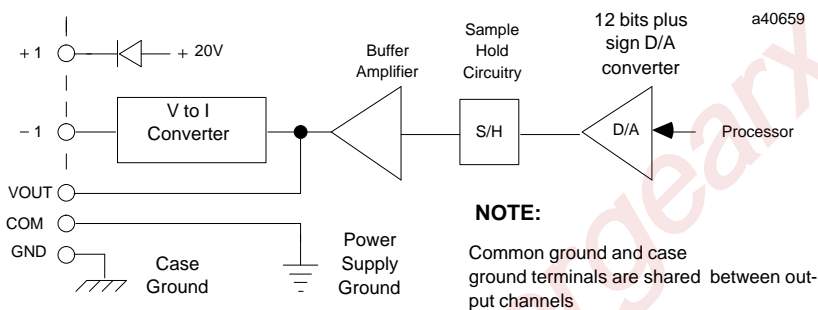 12 bits plus
sign D/A
converter
a40659
Sample
Hold
Circuitry
Buffer
Amplifier
+ 1
+ 20V
V to I
Converter
– 1
S/H
D/A
Processor
VOUT
COM
GND
Case
Ground
Power
Supply
Ground
NOTE:
Common ground and case
ground terminals are shared between out-
put channels